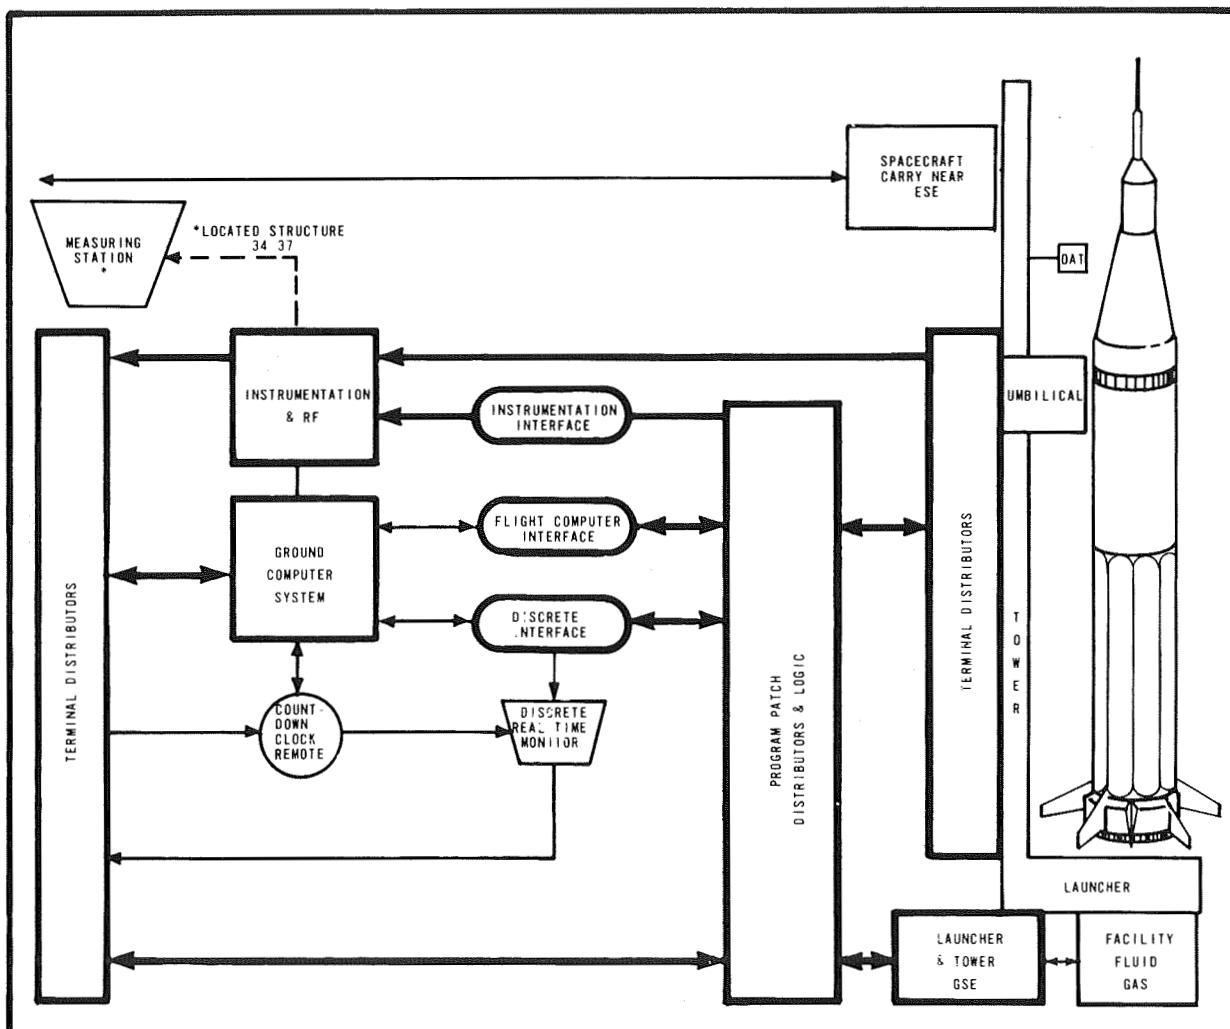 SPACECRAFT
CARRY NEAR
ESE
MEASURING
STATION
*
*LOCATED STRUCTURE
34 37
OAT
INSTRUMENTATION
& RF
INSTRUMENTATION
INTERFACE
UMBILICAL
GROUND
COMPUTER
SYSTEM
FLIGHT COMPUTER
INTERFACE
DISCRETE
INTERFACE
TERMINAL DISTRIBUTORS
COUNT-
DOWN
CLOCK
REMOTE
DISCRETE
REAL TIME
MONITOR
PROGRAM PATCH
DISTRIBUTORS & LOGIC
TERMINAL DISTRIBUTORS
TOWER
LAUNCHER
LAUNCHER
& TOWER
GSE
FACILITY
FLUID
GAS